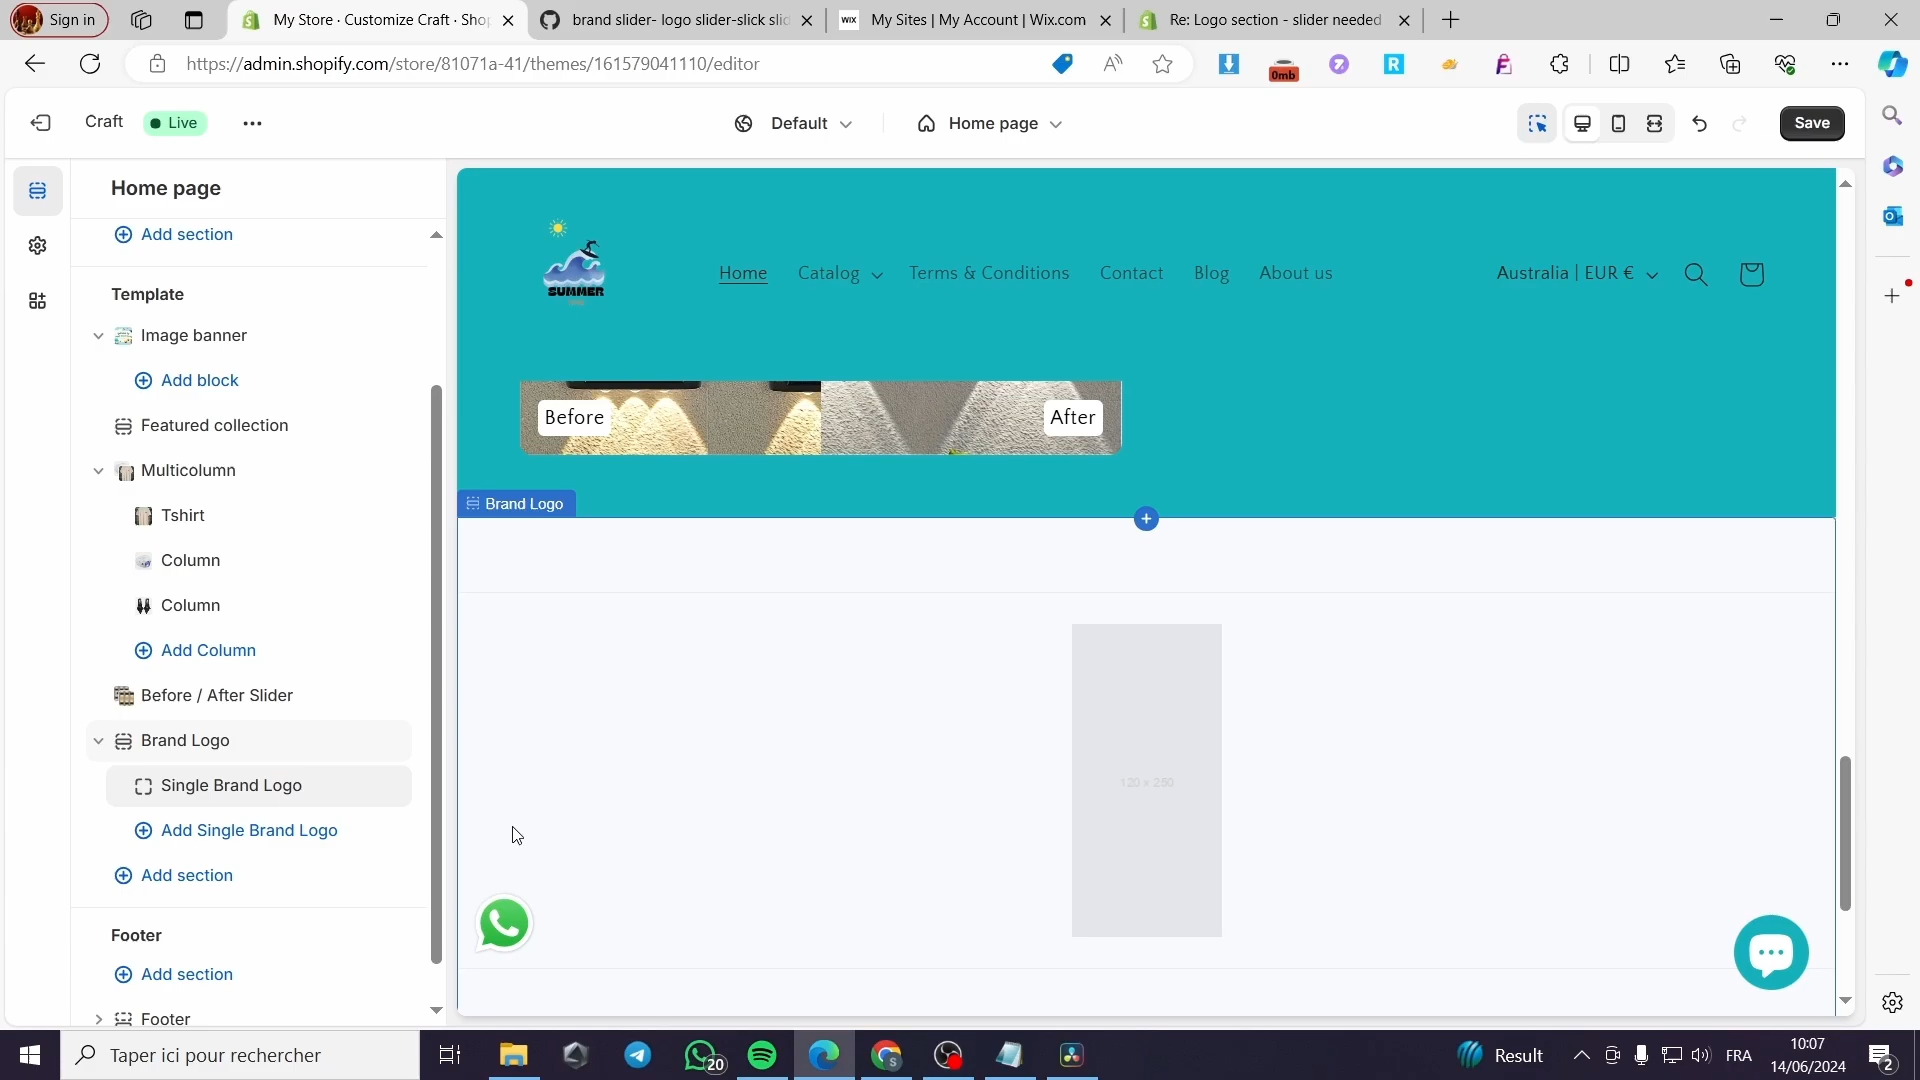 Sign in
My Store · Customize Craft · Shop
brand slider- logo slider-slick slid
WIX
My Sites | My Account | Wix.com
Re: Logo section - slider needed
https://admin.shopify.com/store/81071a-41/themes/161579041110/editor
0mb
Craft
Live
Default
Home page
Save
Home page
Add section
Template
Image banner
Add block
Featured collection
Multicolumn
Tshirt
Column
Column
Add Column
Before / After Slider
Brand Logo
Single Brand Logo
Add Single Brand Logo
Add section
Footer
Add section
Footer
SUMMER
Home
Catalog
Terms & Conditions
Contact
Blog
About us
Australia | EUR €
Before
After
Brand Logo
120 x 250
Taper ici pour rechercher
20
Result
FRA
10:07
14/06/2024
2